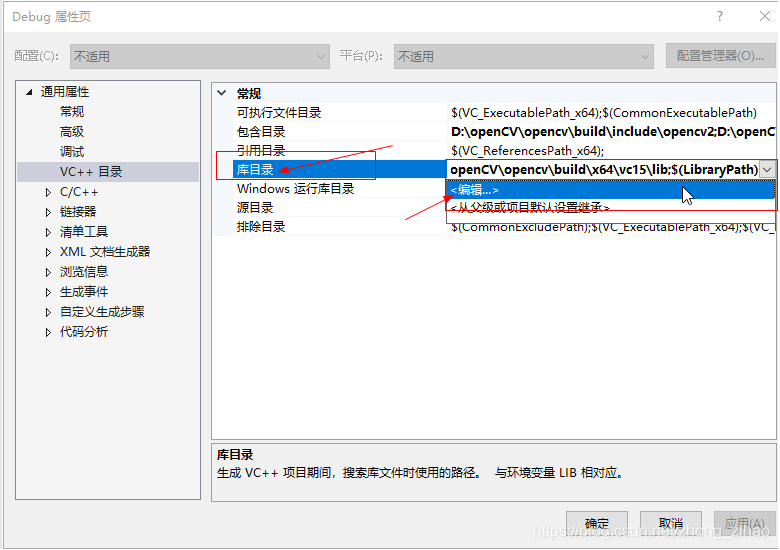 Debug 属性页
配置(C): 不适用 平台(P): 不适用 配置管理器(O)...
通用属性
常规
高级
调试
VC++ 目录
C/C++
链接器
清单工具
XML 文档生成器
浏览信息
生成事件
自定义生成步骤
代码分析
常规
可执行文件目录 $(VC_ExecutablePath_x64);$(CommonExecutablePath)
包含目录 D:\openCV\opencv\build\include\opencv2;D:\openC
引用目录 $(VC_ReferencesPath_x64);
库目录 openCV\opencv\build\x64\vc15\lib;$(LibraryPath)
Windows 运行库目录 <编辑...>
源目录 <从父级或项目默认设置继承>
排除目录 $(CommonExcludePath);$(VC_ExecutablePath_x64);$(VC_
库目录
生成 VC++ 项目期间，搜索库文件时使用的路径。 与环境变量 LIB 相对应。
确定 取消 应用(A)
https://blog.csdn.net/zhong_zihao